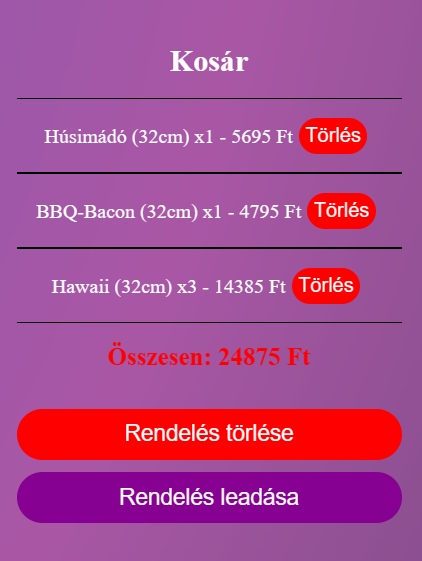 Kosár
Húsimádó (32cm) x1 - 5695 Ft Törlés
BBQ-Bacon (32cm) x1 - 4795 Ft Törlés
Hawaii (32cm) x3 - 14385 Ft Törlés
Összesen: 24875 Ft
Rendelés törlése
Rendelés leadása